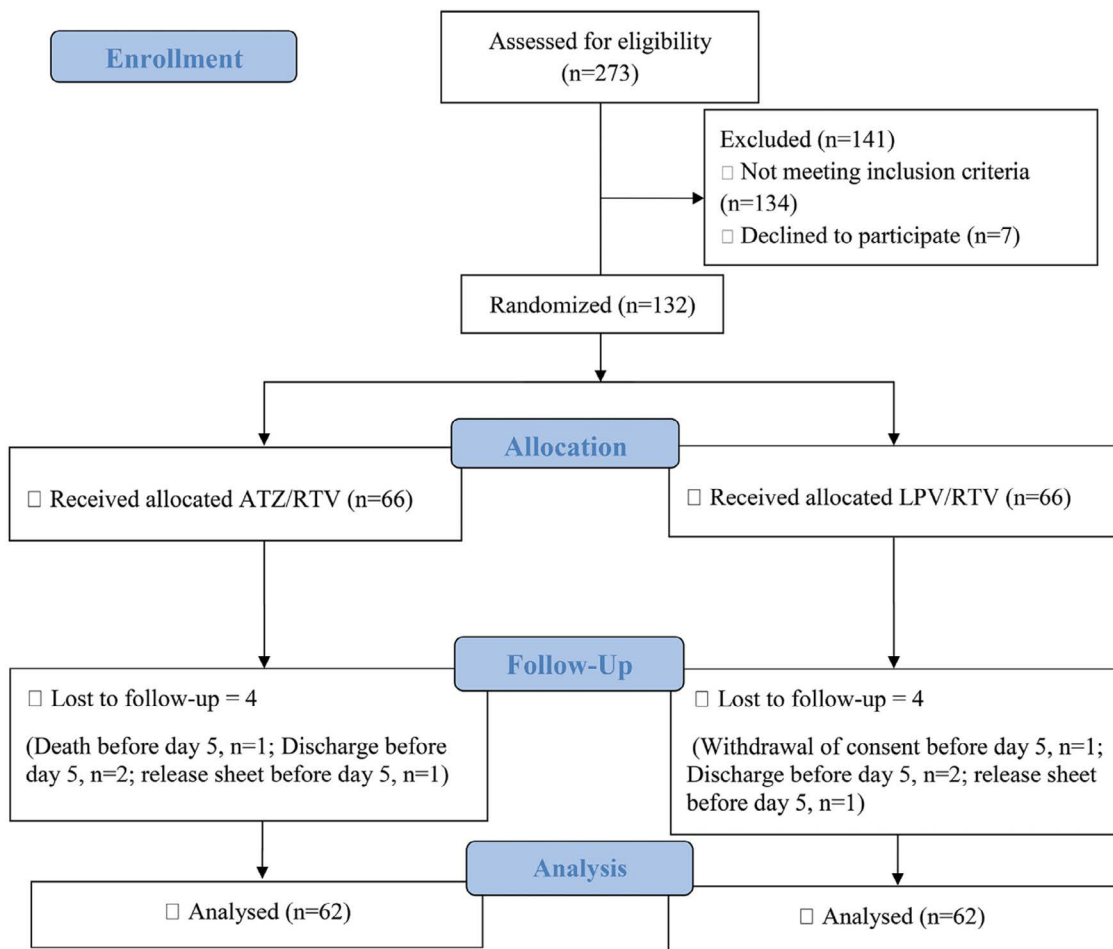 Enrollment
Assessed for eligibility
(n=273)
Excluded (n=141)
□ Not meeting inclusion criteria
(n=134)
□ Declined to participate (n=7)
Randomized (n=132)
Allocation
□ Received allocated ATZ/RTV (n=66)
□ Received allocated LPV/RTV (n=66)
Follow-Up
□ Lost to follow-up = 4
(Death before day 5, n=1; Discharge before
day 5, n=2; release sheet before day 5, n=1)
□ Lost to follow-up = 4
(Withdrawal of consent before day 5, n=1;
Discharge before day 5, n=2; release sheet
before day 5, n=1)
Analysis
□ Analysed (n=62)
□ Analysed (n=62)